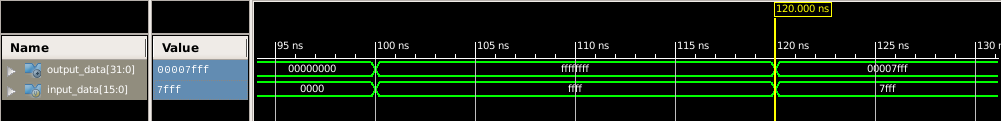 120.000 ns
Name Value
95 ns 100 ns 105 ns 110 ns 115 ns 120 ns 125 ns 130 n
output_data[31:0] 00007fff 00000000 ffffffff 00007fff
input_data[15:0] 7fff 0000 ffff 7fff